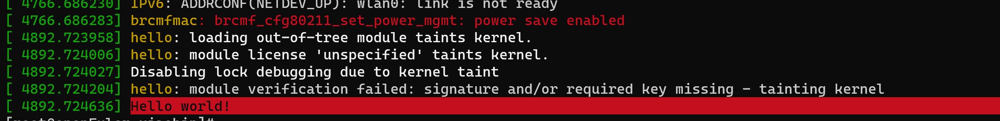 [ 4766.686230] IPv6: ADDRCONF(NETDEV_UP): wlan0: link is not ready
[ 4766.686283] brcmfmac: brcmf_cfg80211_set_power_mgmt: power save enabled
[ 4892.723958] hello: loading out-of-tree module taints kernel.
[ 4892.724006] hello: module license 'unspecified' taints kernel.
[ 4892.724027] Disabling lock debugging due to kernel taint
[ 4892.724204] hello: module verification failed: signature and/or required key missing - tainting kernel
[ 4892.724636] Hello world!